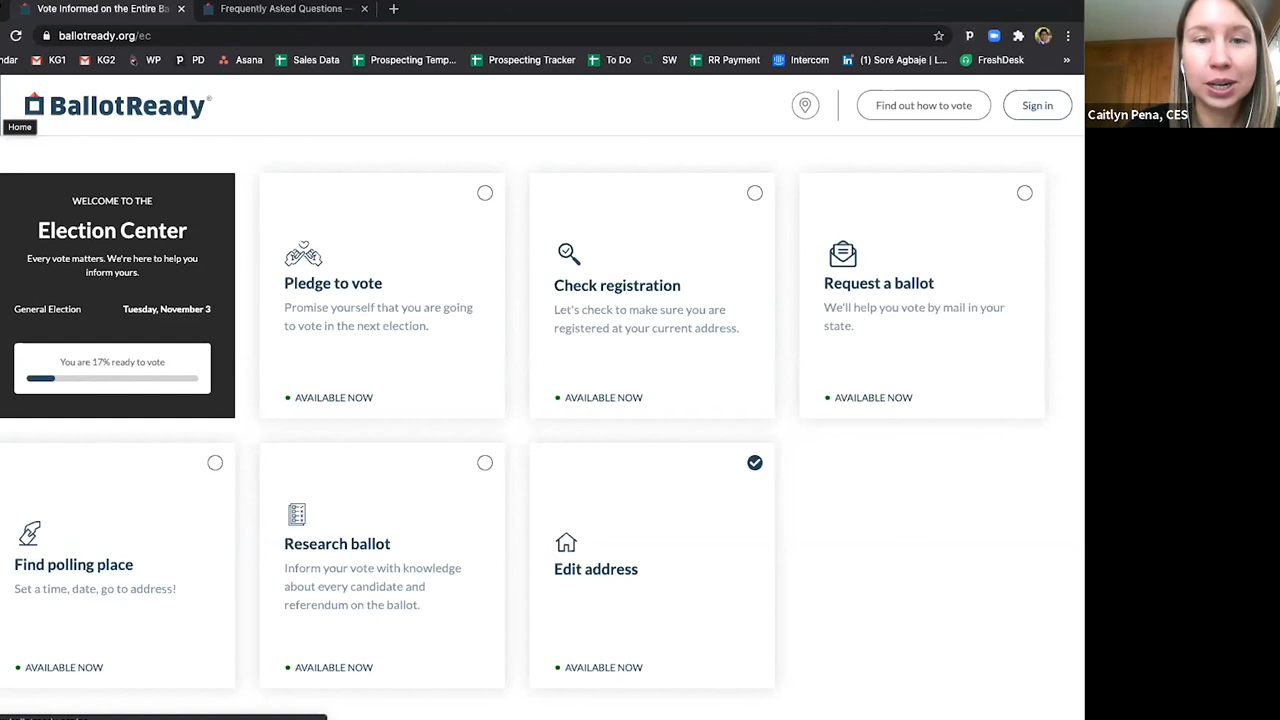 Vote Informed on the Entire Ba
Frequently Asked Questions —
ballotready.org/ec
ndar
KG1
KG2
WP
PD
Asana
Sales Data
Prospecting Temp...
Prospecting Tracker
To Do
SW
RR Payment
Intercom
Soré Agbaje | L...
FreshDesk
BallotReady®
Find out how to vote
Sign in
Home
Caitlyn Pena, CES
WELCOME TO THE
Election Center
Every vote matters. We're here to help you
inform yours.
General Election
Tuesday, November 3
You are 17% ready to vote
Pledge to vote
Promise yourself that you are going
to vote in the next election.
AVAILABLE NOW
Check registration
Let's check to make sure you are
registered at your current address.
AVAILABLE NOW
Request a ballot
We'll help you vote by mail in your
state.
AVAILABLE NOW
Find polling place
Set a time, date, go to address!
AVAILABLE NOW
Research ballot
Inform your vote with knowledge
about every candidate and
referendum on the ballot.
AVAILABLE NOW
Edit address
AVAILABLE NOW